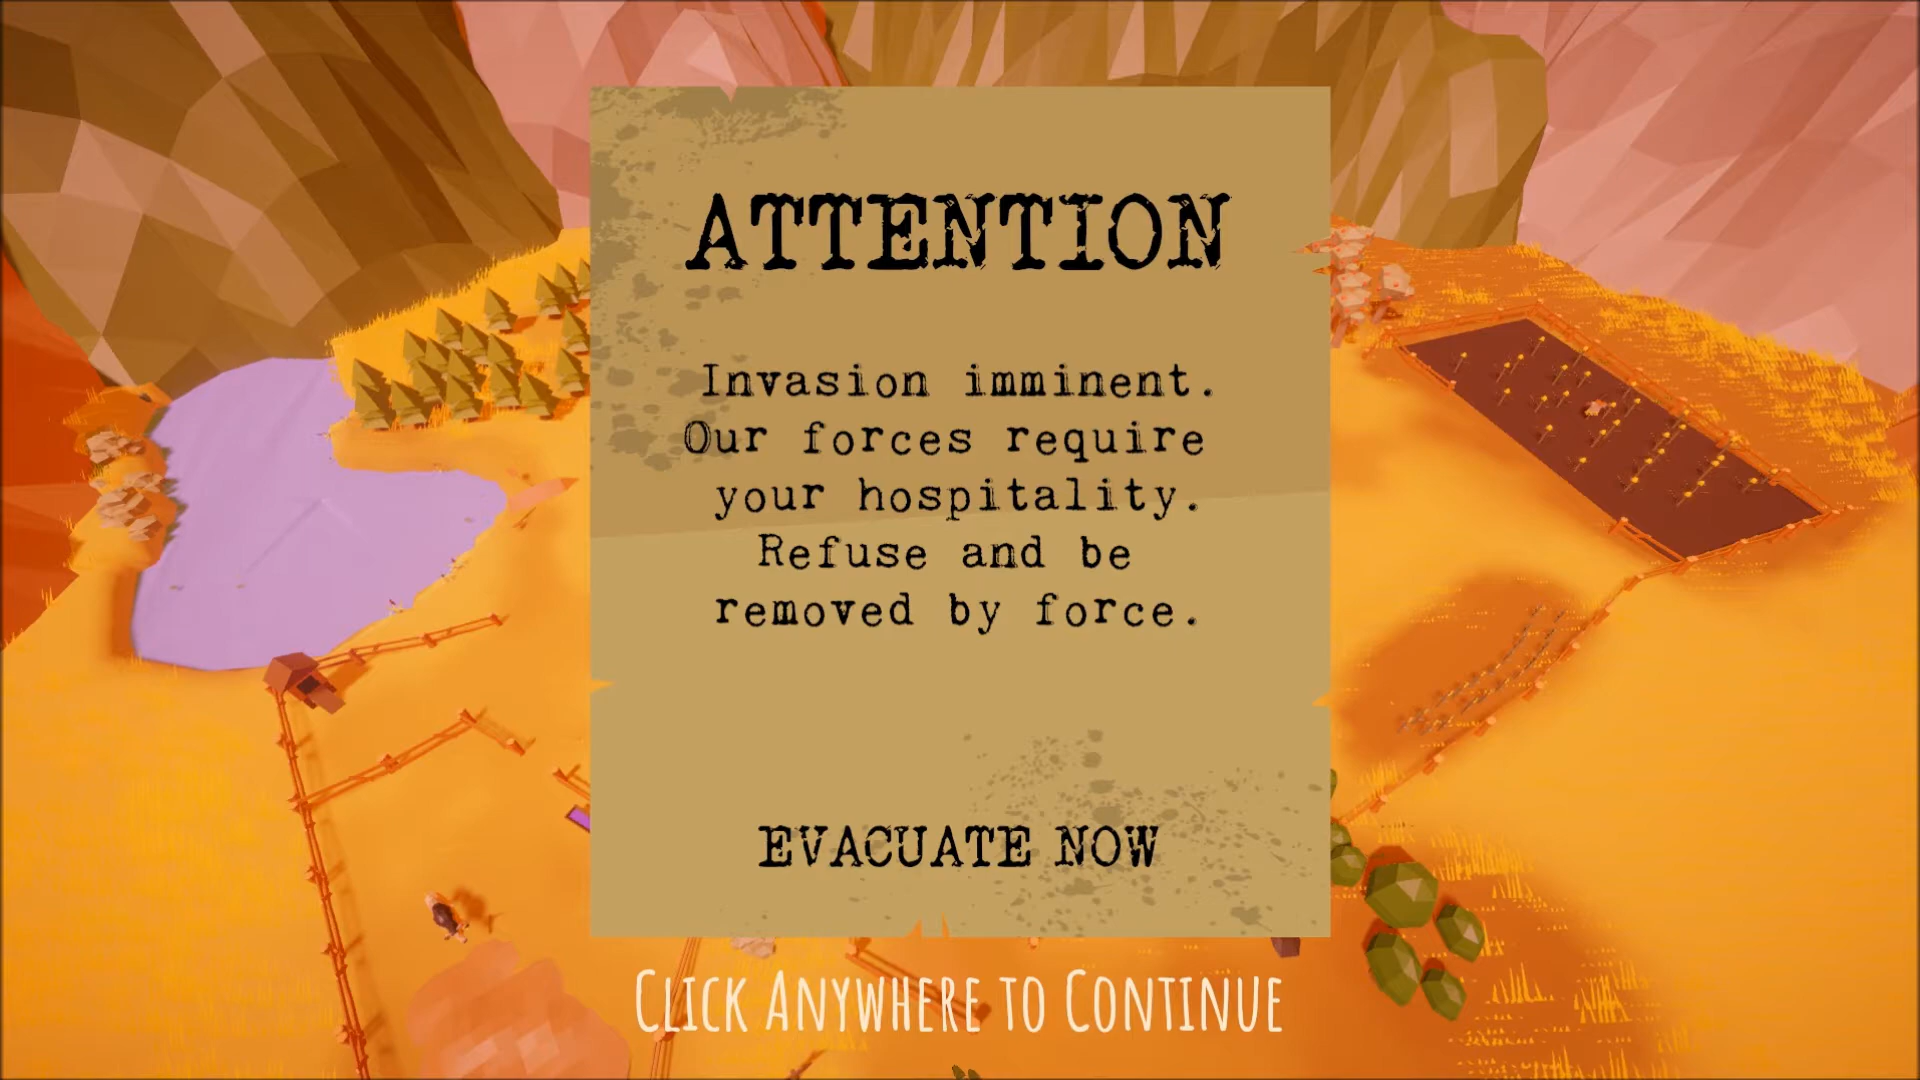 ATTENTION
Invasion imminent.
Our forces require
your hospitality.
Refuse and be
removed by force.
EVACUATE NOW
Click Anywhere to Continue